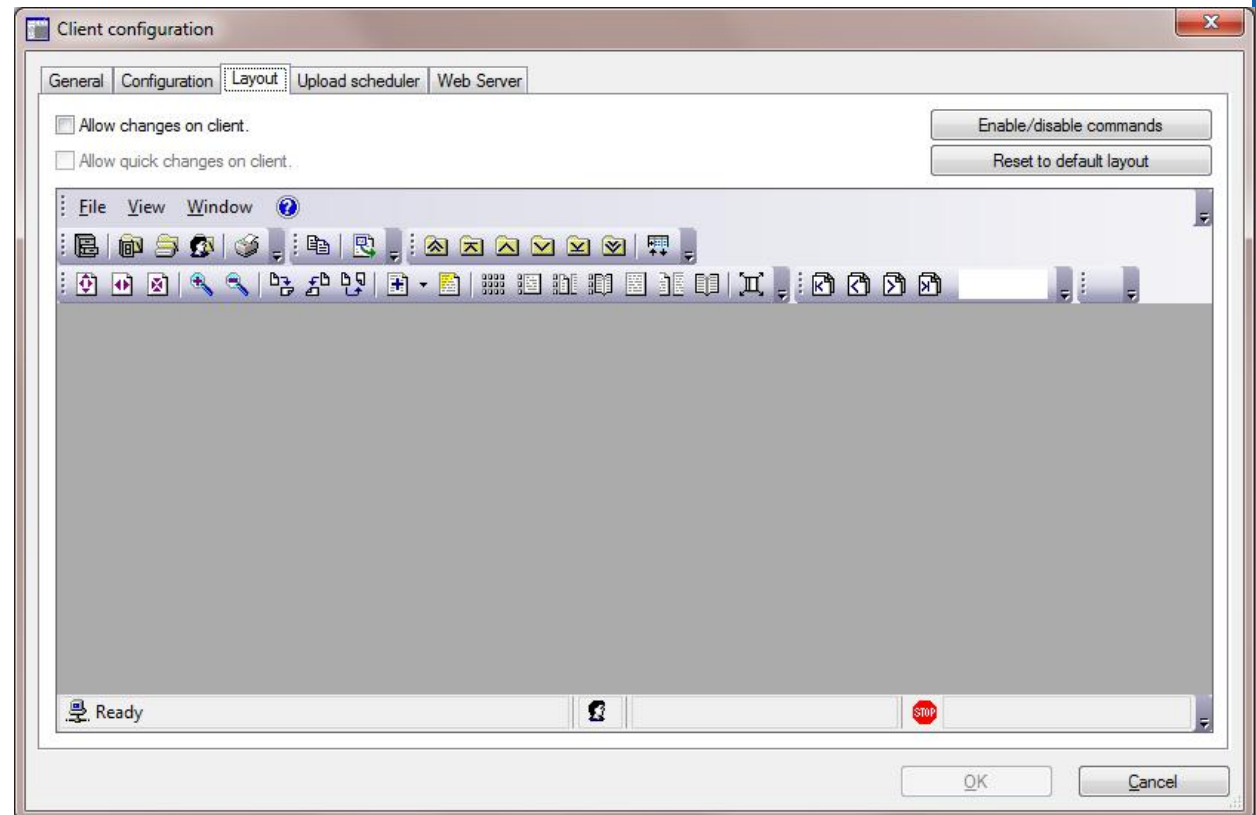 Client configuration
General Configuration Layout Upload scheduler Web Server
Allow changes on client.
Enable/disable commands
Allow quick changes on client.
Reset to default layout
File View Window
Ready
STOP
OK Cancel